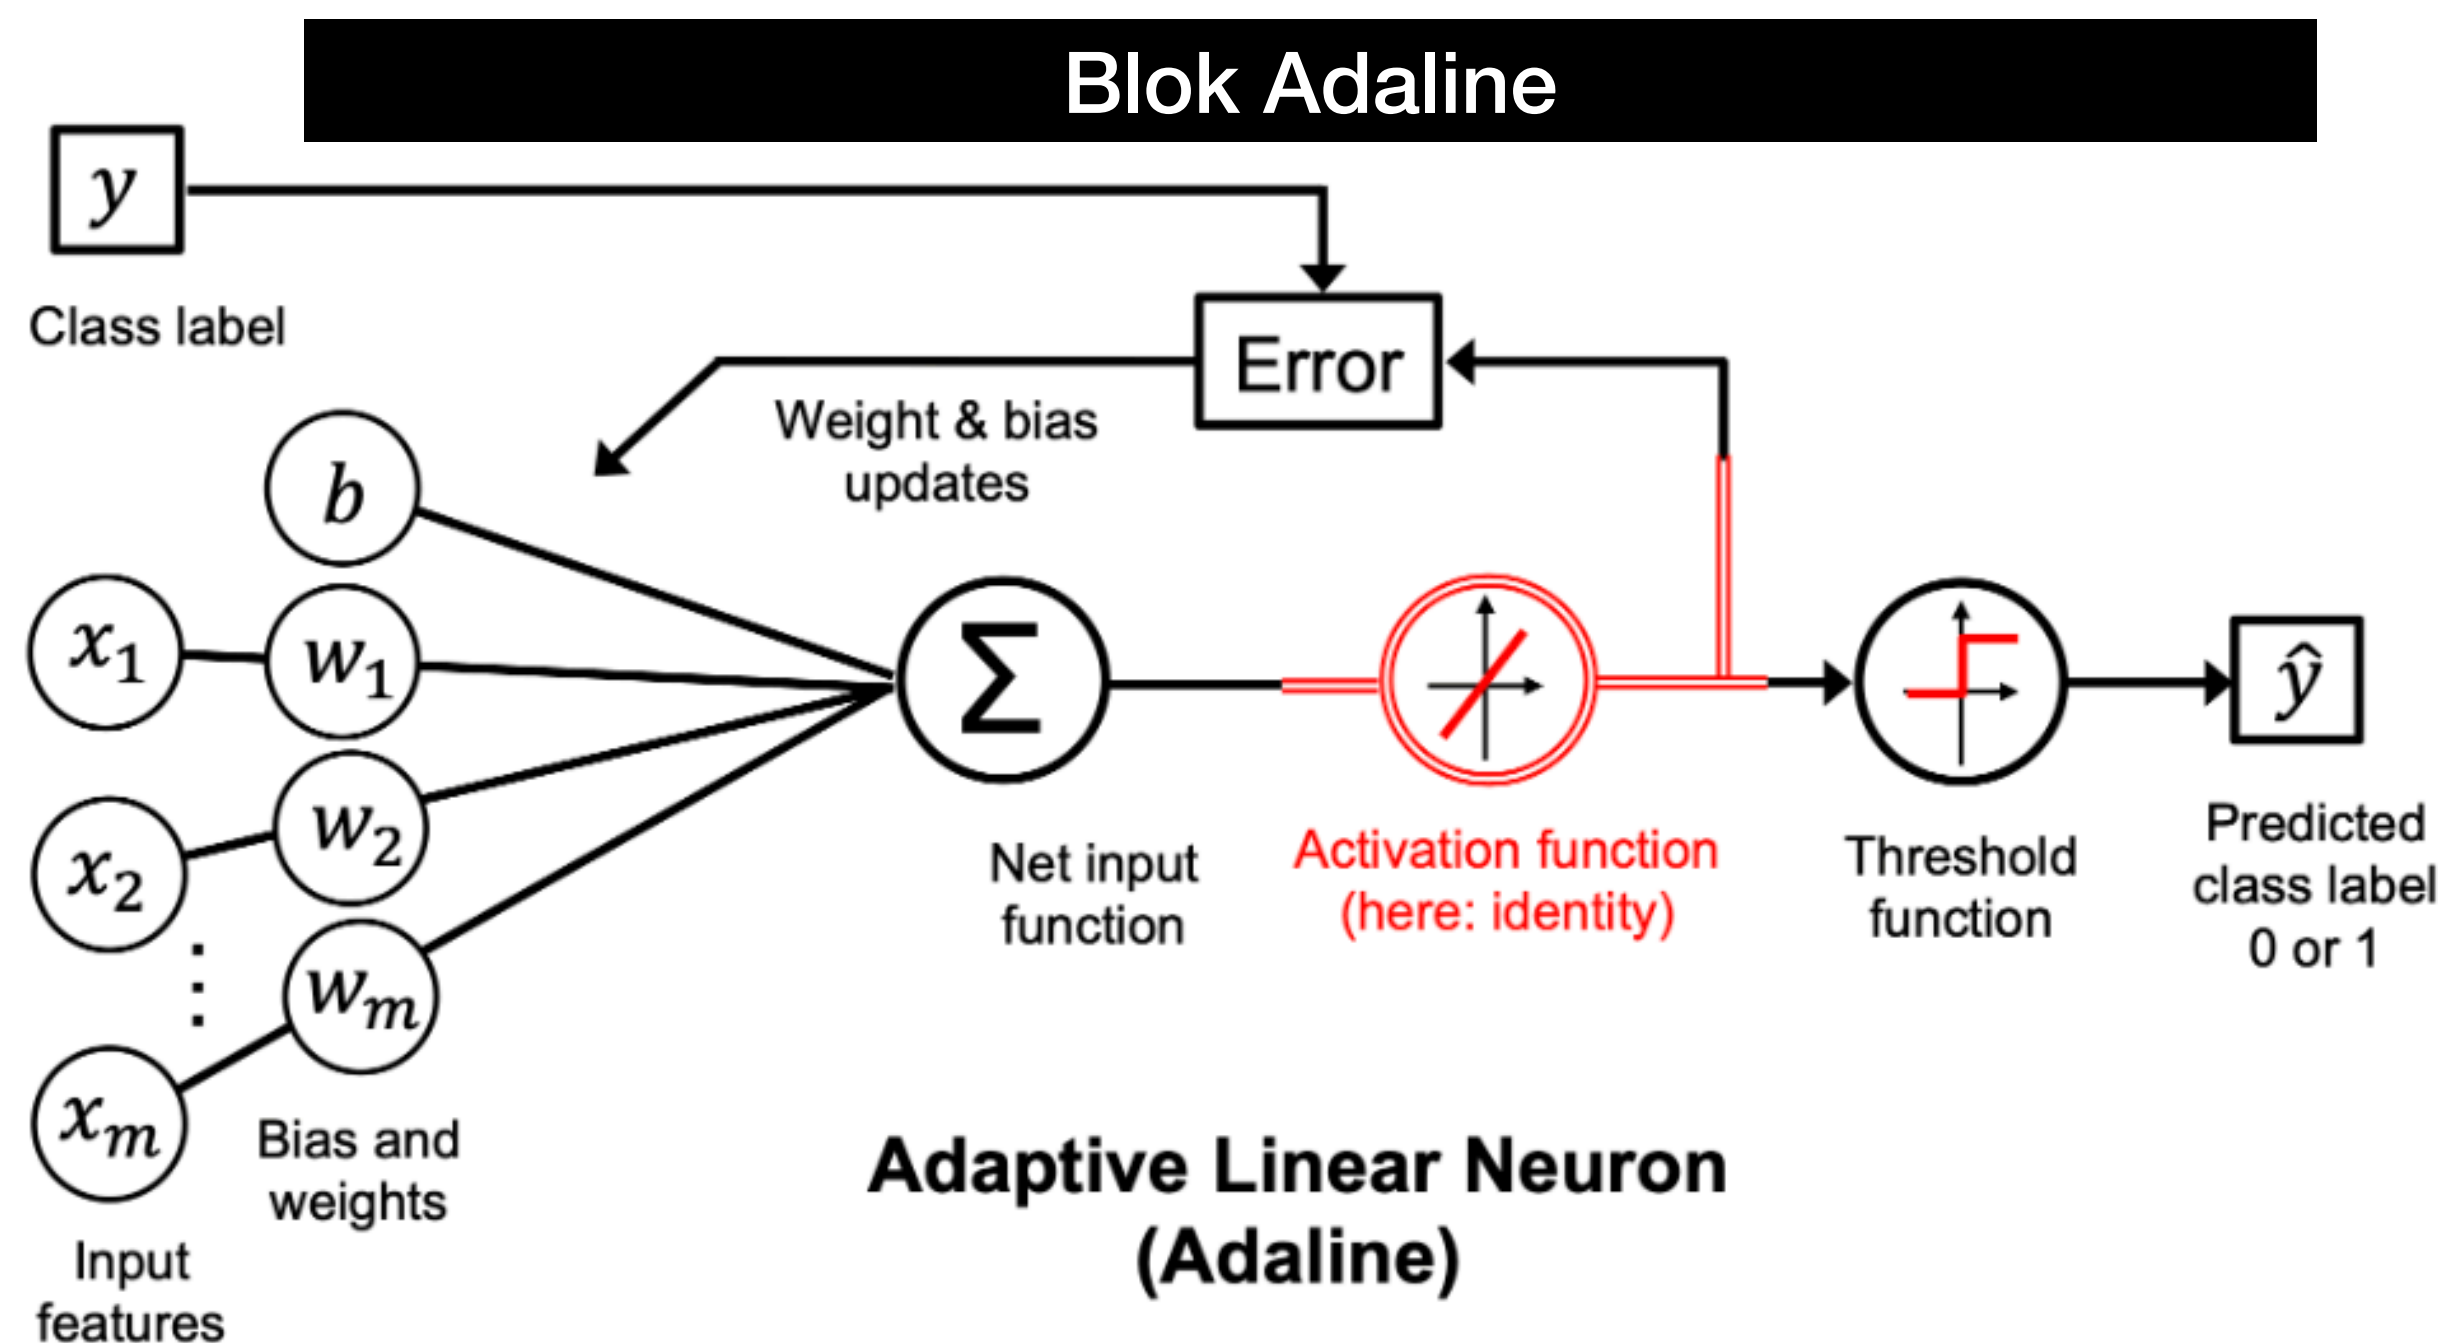 Blok Adaline
y
Class label
Error
Weight & bias
updates
b
x₁
w₁
x₂
w₂
⋮
xₘ
wₘ
Σ
ŷ
Net input
function
Activation function
(here: identity)
Threshold
function
Predicted
class label
0 or 1
Bias and
weights
Input
features
Adaptive Linear Neuron
(Adaline)